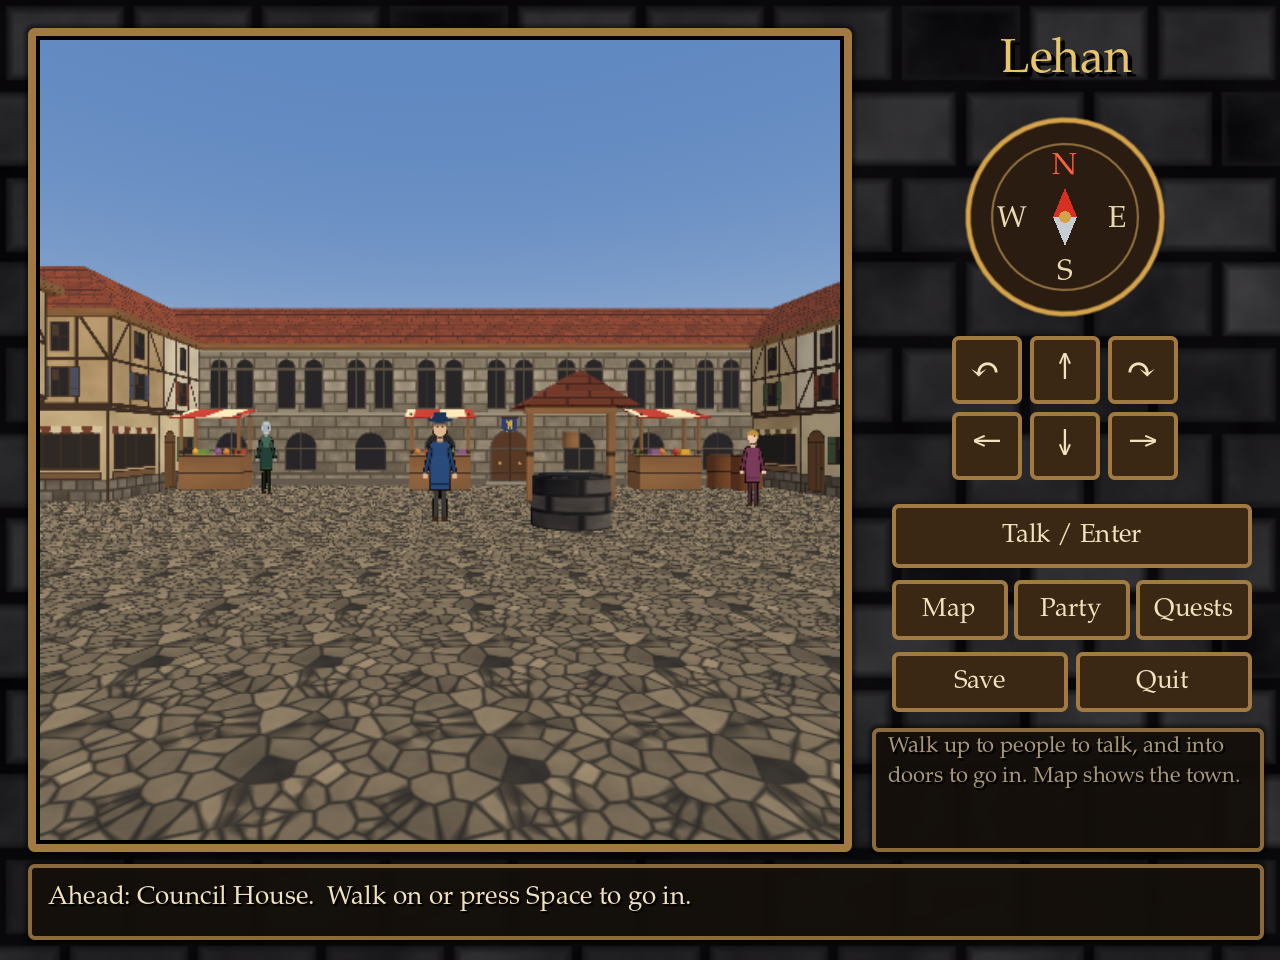 Lehan
N
W E
S
Talk / Enter
Map Party Quests
Save Quit
Walk up to people to talk, and into
doors to go in. Map shows the town.
Ahead: Council House. Walk on or press Space to go in.